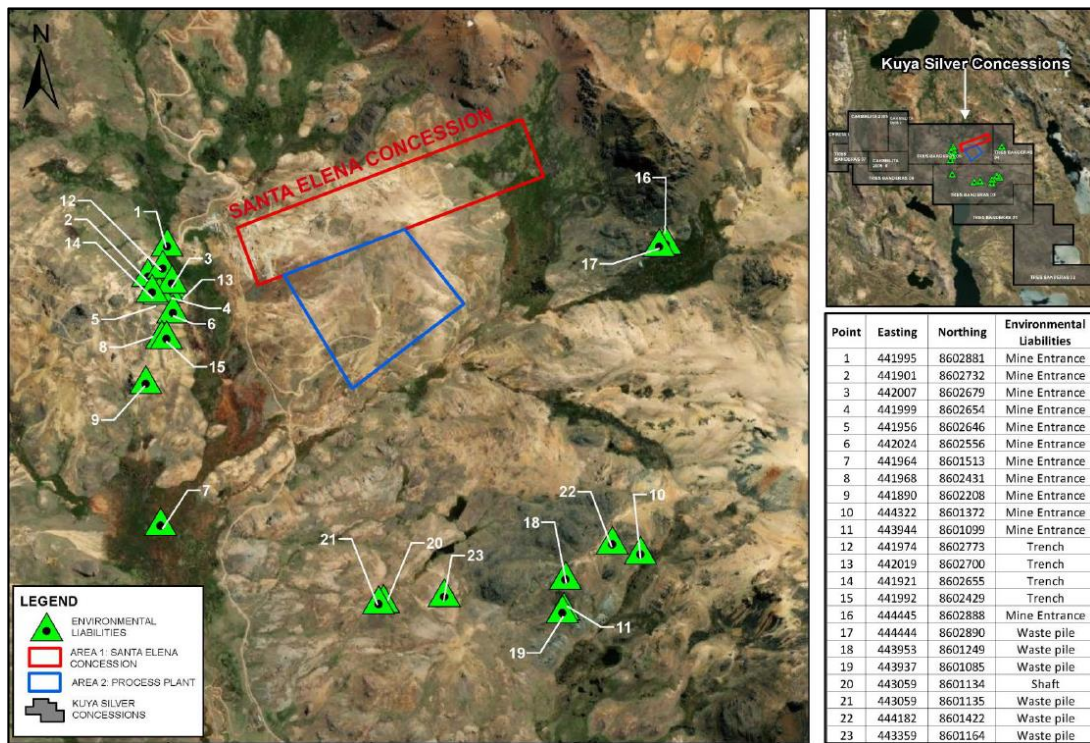 N
SANTA ELENA CONCESSION
12
1
2
14
3
13
5
4
6
8
15
9
7
16
17
22
10
18
21
20
23
11
19
LEGEND
ENVIRONMENTAL
LIABILITIES
AREA 1: SANTA ELENA
CONCESSION
AREA 2: PROCESS PLANT
KUYA SILVER
CONCESSIONS
Kuya Silver Concessions
Point Easting Northing Environmental Liabilities
1 441995 8602881 Mine Entrance
2 441901 8602732 Mine Entrance
3 442007 8602679 Mine Entrance
4 441999 8602654 Mine Entrance
5 441956 8602646 Mine Entrance
6 442024 8602556 Mine Entrance
7 441964 8601513 Mine Entrance
8 441968 8602431 Mine Entrance
9 441890 8602208 Mine Entrance
10 444322 8601372 Mine Entrance
11 443944 8601099 Mine Entrance
12 441974 8602773 Trench
13 442019 8602700 Trench
14 441921 8602655 Trench
15 441992 8602429 Trench
16 444445 8602888 Mine Entrance
17 444444 8602890 Waste pile
18 443953 8601249 Waste pile
19 443937 8601085 Waste pile
20 443059 8601134 Shaft
21 443059 8601135 Waste pile
22 444182 8601422 Waste pile
23 443359 8601164 Waste pile